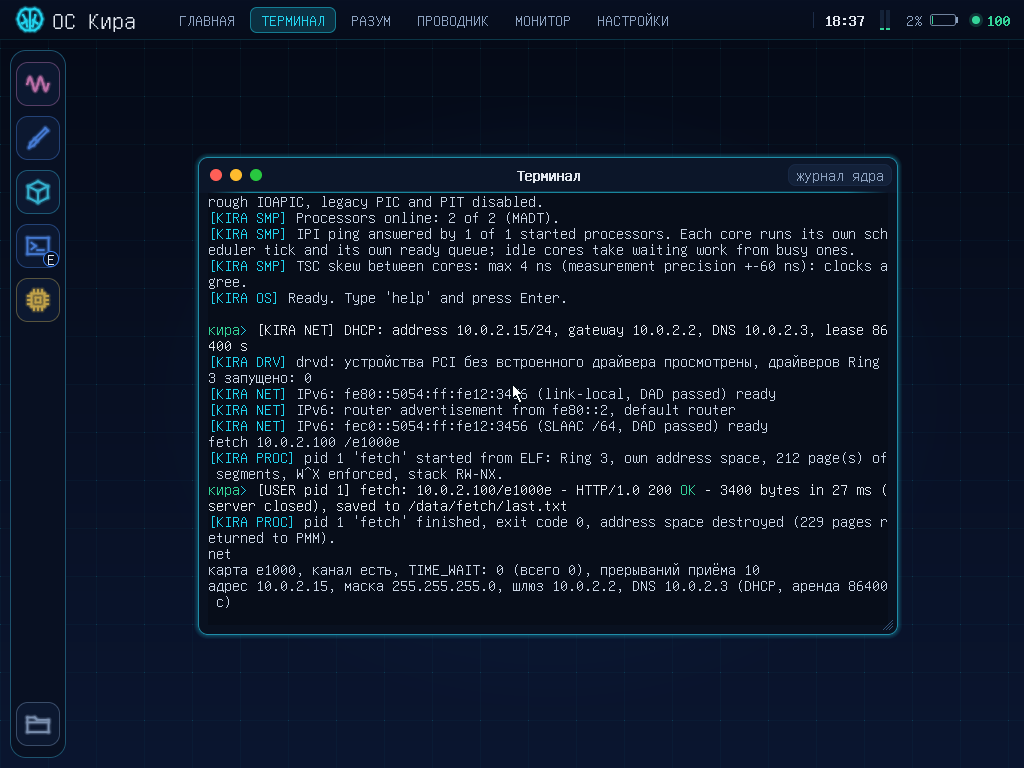 ОС Кира
ГЛАВНАЯ ТЕРМИНАЛ РАЗУМ ПРОВОДНИК МОНИТОР НАСТРОЙКИ 18:37 2% 100
E
Терминал журнал ядра
rough IOAPIC, legacy PIC and PIT disabled.
[KIRA SMP] Processors online: 2 of 2 (MADT).
[KIRA SMP] IPI ping answered by 1 of 1 started processors. Each core runs its own sch
eduler tick and its own ready queue; idle cores take waiting work from busy ones.
[KIRA SMP] TSC skew between cores: max 4 ns (measurement precision +-60 ns): clocks a
gree.
[KIRA OS] Ready. Type 'help' and press Enter.
кира> [KIRA NET] DHCP: address 10.0.2.15/24, gateway 10.0.2.2, DNS 10.0.2.3, lease 86
400 s
[KIRA DRV] drvd: устройства PCI без встроенного драйвера просмотрены, драйверов Ring
3 запущено: 0
[KIRA NET] IPv6: fe80::5054:ff:fe12:3456 (link-local, DAD passed) ready
[KIRA NET] IPv6: router advertisement from fe80::2, default router
[KIRA NET] IPv6: fec0::5054:ff:fe12:3456 (SLAAC /64, DAD passed) ready
fetch 10.0.2.100 /e1000e
[KIRA PROC] pid 1 'fetch' started from ELF: Ring 3, own address space, 212 page(s) of
segments, W^X enforced, stack RW-NX.
кира> [USER pid 1] fetch: 10.0.2.100/e1000e - HTTP/1.0 200 OK - 3400 bytes in 27 ms (
server closed), saved to /data/fetch/last.txt
[KIRA PROC] pid 1 'fetch' finished, exit code 0, address space destroyed (229 pages r
eturned to PMM).
net
карта e1000, канал есть, TIME_WAIT: 0 (всего 0), прерываний приёма 10
адрес 10.0.2.15, маска 255.255.255.0, шлюз 10.0.2.2, DNS 10.0.2.3 (DHCP, аренда 86400
с)